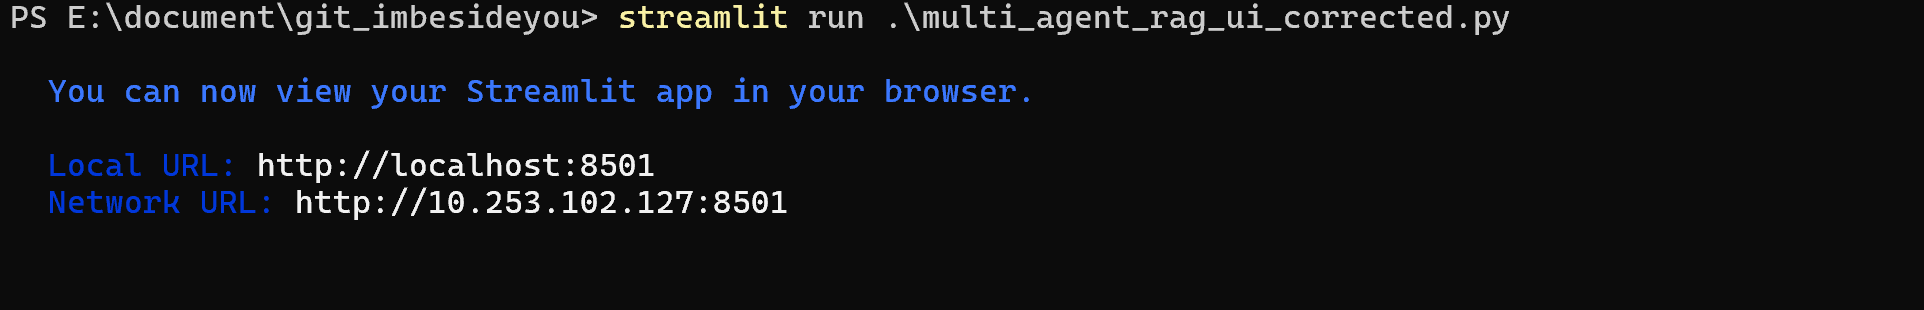 PS E:\document\git_imbesideyou> streamlit run .\multi_agent_rag_ui_corrected.py
You can now view your Streamlit app in your browser.
Local URL: http://localhost:8501
Network URL: http://10.253.102.127:8501